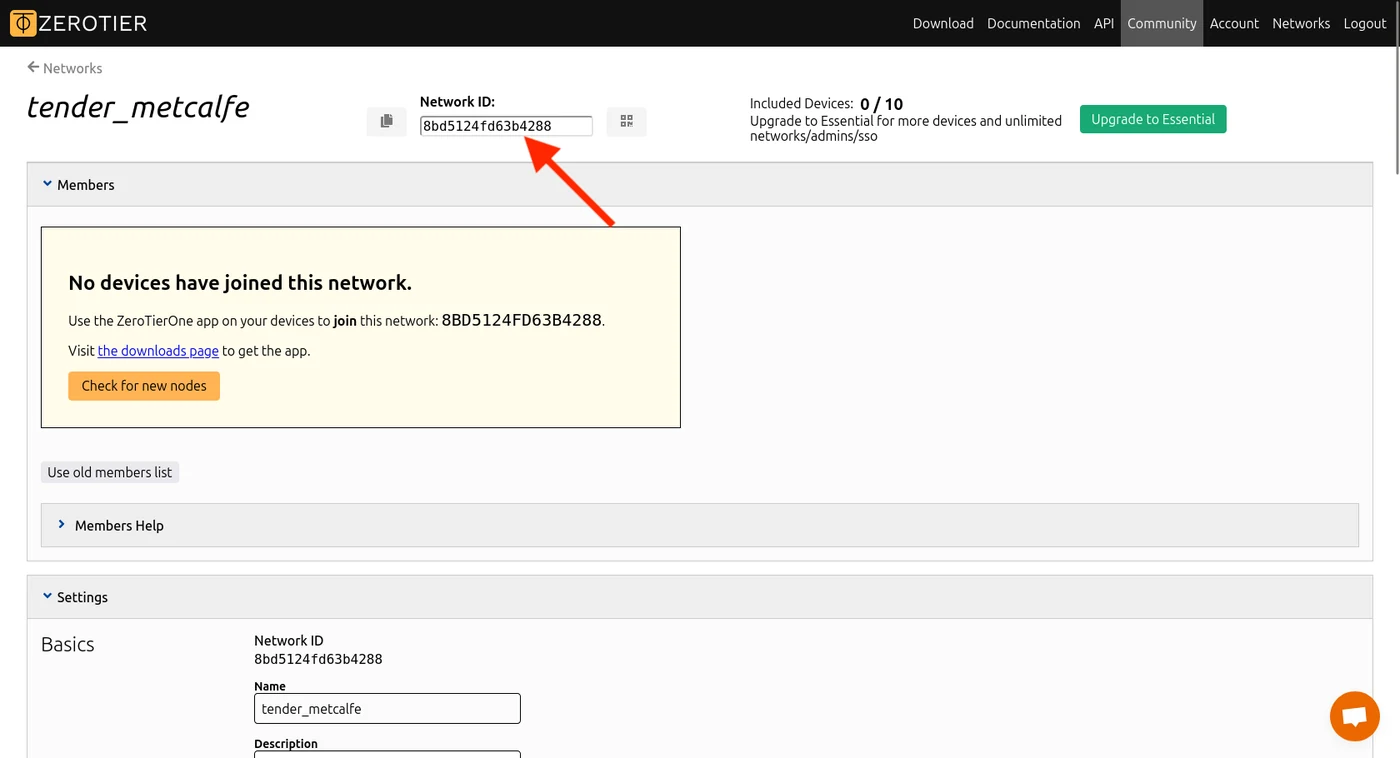 ZEROTIER
Download Documentation API Community Account Networks Logout
Networks
tender_metcalfe
Network ID:
8bd5124fd63b4288
Included Devices: 0 / 10
Upgrade to Essential for more devices and unlimited
networks/admins/sso
Upgrade to Essential
Members
No devices have joined this network.
Use the ZeroTierOne app on your devices to join this network: 8BD5124FD63B4288.
Visit the downloads page to get the app.
Check for new nodes
Use old members list
Members Help
Settings
Basics
Network ID
8bd5124fd63b4288
Name
tender_metcalfe
Description